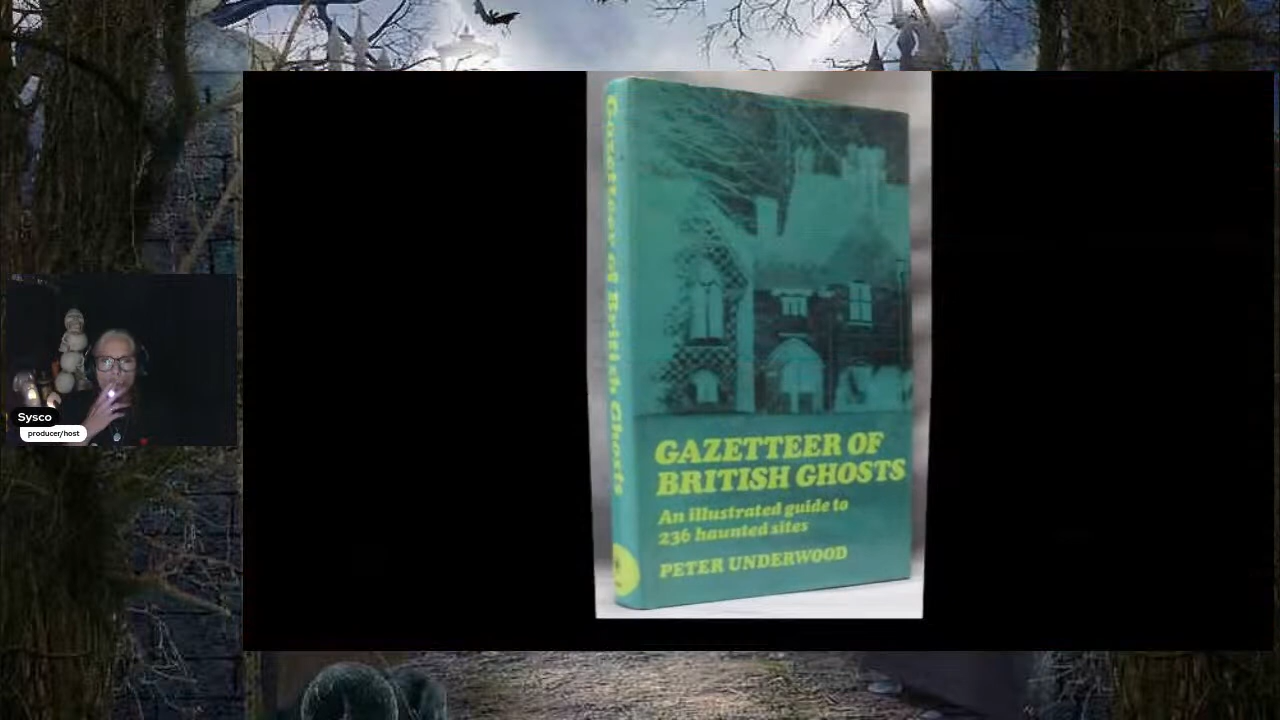 Gazetteer of British Ghosts
GAZETTEER OF
BRITISH GHOSTS
An illustrated guide to
236 haunted sites
PETER UNDERWOOD
Sysco
producer/host